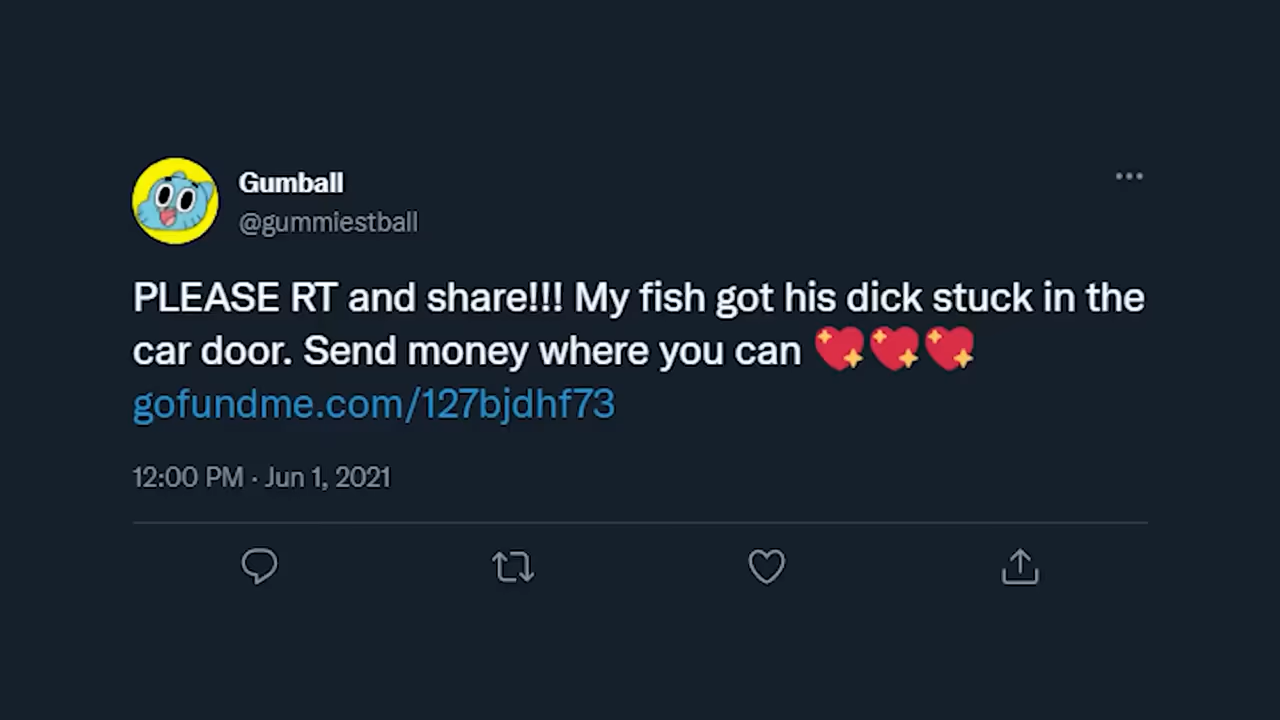 Gumball
@gummiestball
PLEASE RT and share!!! My fish got his dick stuck in the
car door. Send money where you can 💖💖💖
gofundme.com/127bjdhf73
12:00 PM · Jun 1, 2021